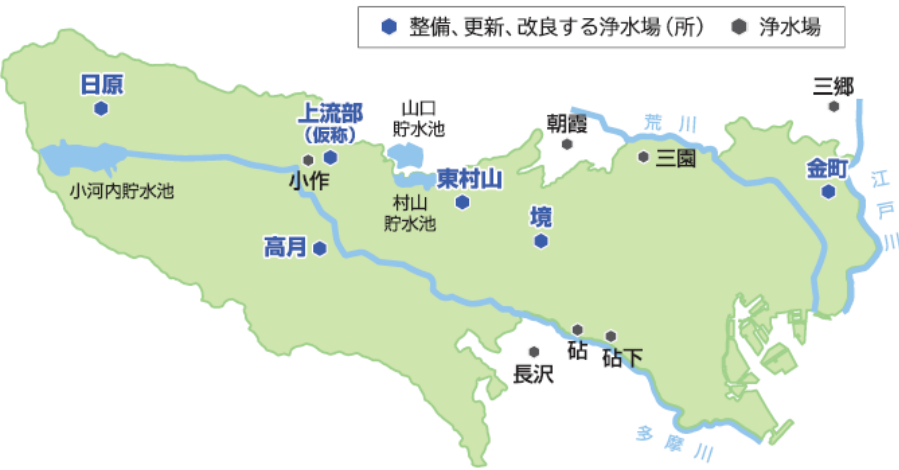 整備、更新、改良する浄水場（所）
浄水場
日原
上流部
（仮称）
山口
貯水池
朝霞
荒川
三郷
小作
三園
金町
小河内貯水池
村山
貯水池
東村山
境
江戸川
高月
砧
砧下
長沢
多摩川